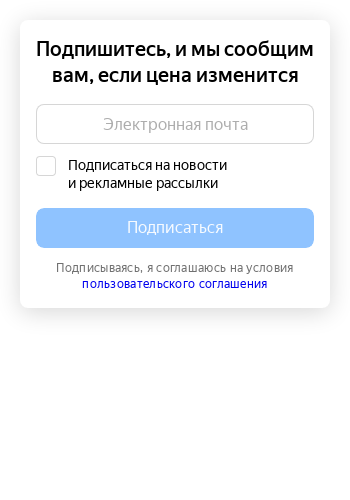 Подпишитесь, и мы сообщим
вам, если цена изменится
Электронная почта
Подписаться на новости
и рекламные рассылки
Подписаться
Подписываясь, я соглашаюсь на условия
пользовательского соглашения